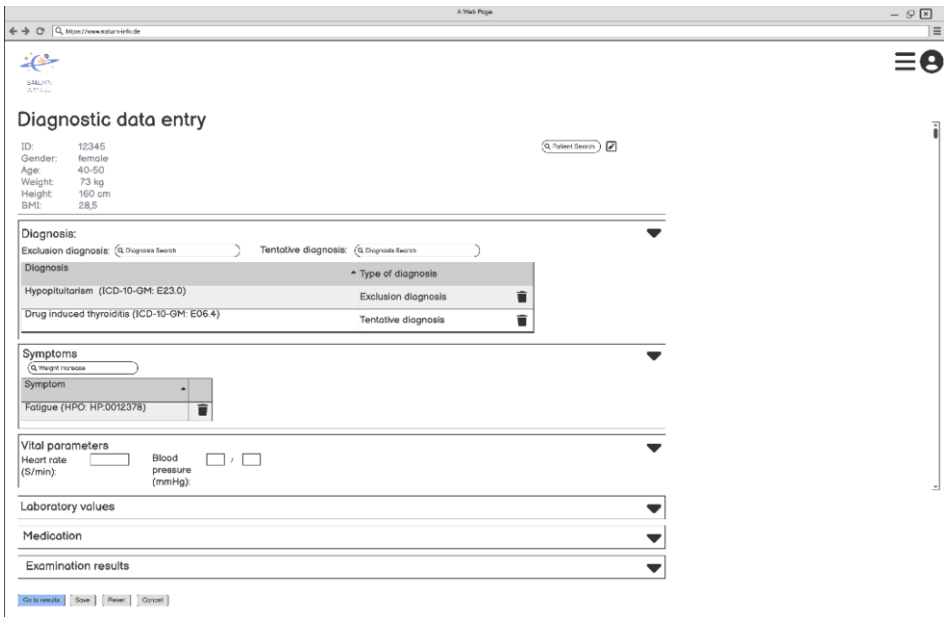 A Web Page
https://www.saturn-info.de
SATURN
Diagnostic data entry
ID: 12345
Patient Search
Gender: female
Age: 40-50
Weight: 73 kg
Height: 160 cm
BMI: 28,5
Diagnosis:
Exclusion diagnosis: Diagnosis Search Tentative diagnosis: Diagnosis Search
Diagnosis Type of diagnosis
Hypopituitarism (ICD-10-GM: E23.0) Exclusion diagnosis
Drug induced thyroiditis (ICD-10-GM: E06.4) Tentative diagnosis
Symptoms
Weight increase
Symptom
Fatigue (HPO: HP:0012378)
Vital parameters
Heart rate (S/min):
Blood pressure (mmHg): /
Laboratory values
Medication
Examination results
Go to results Save Reset Cancel